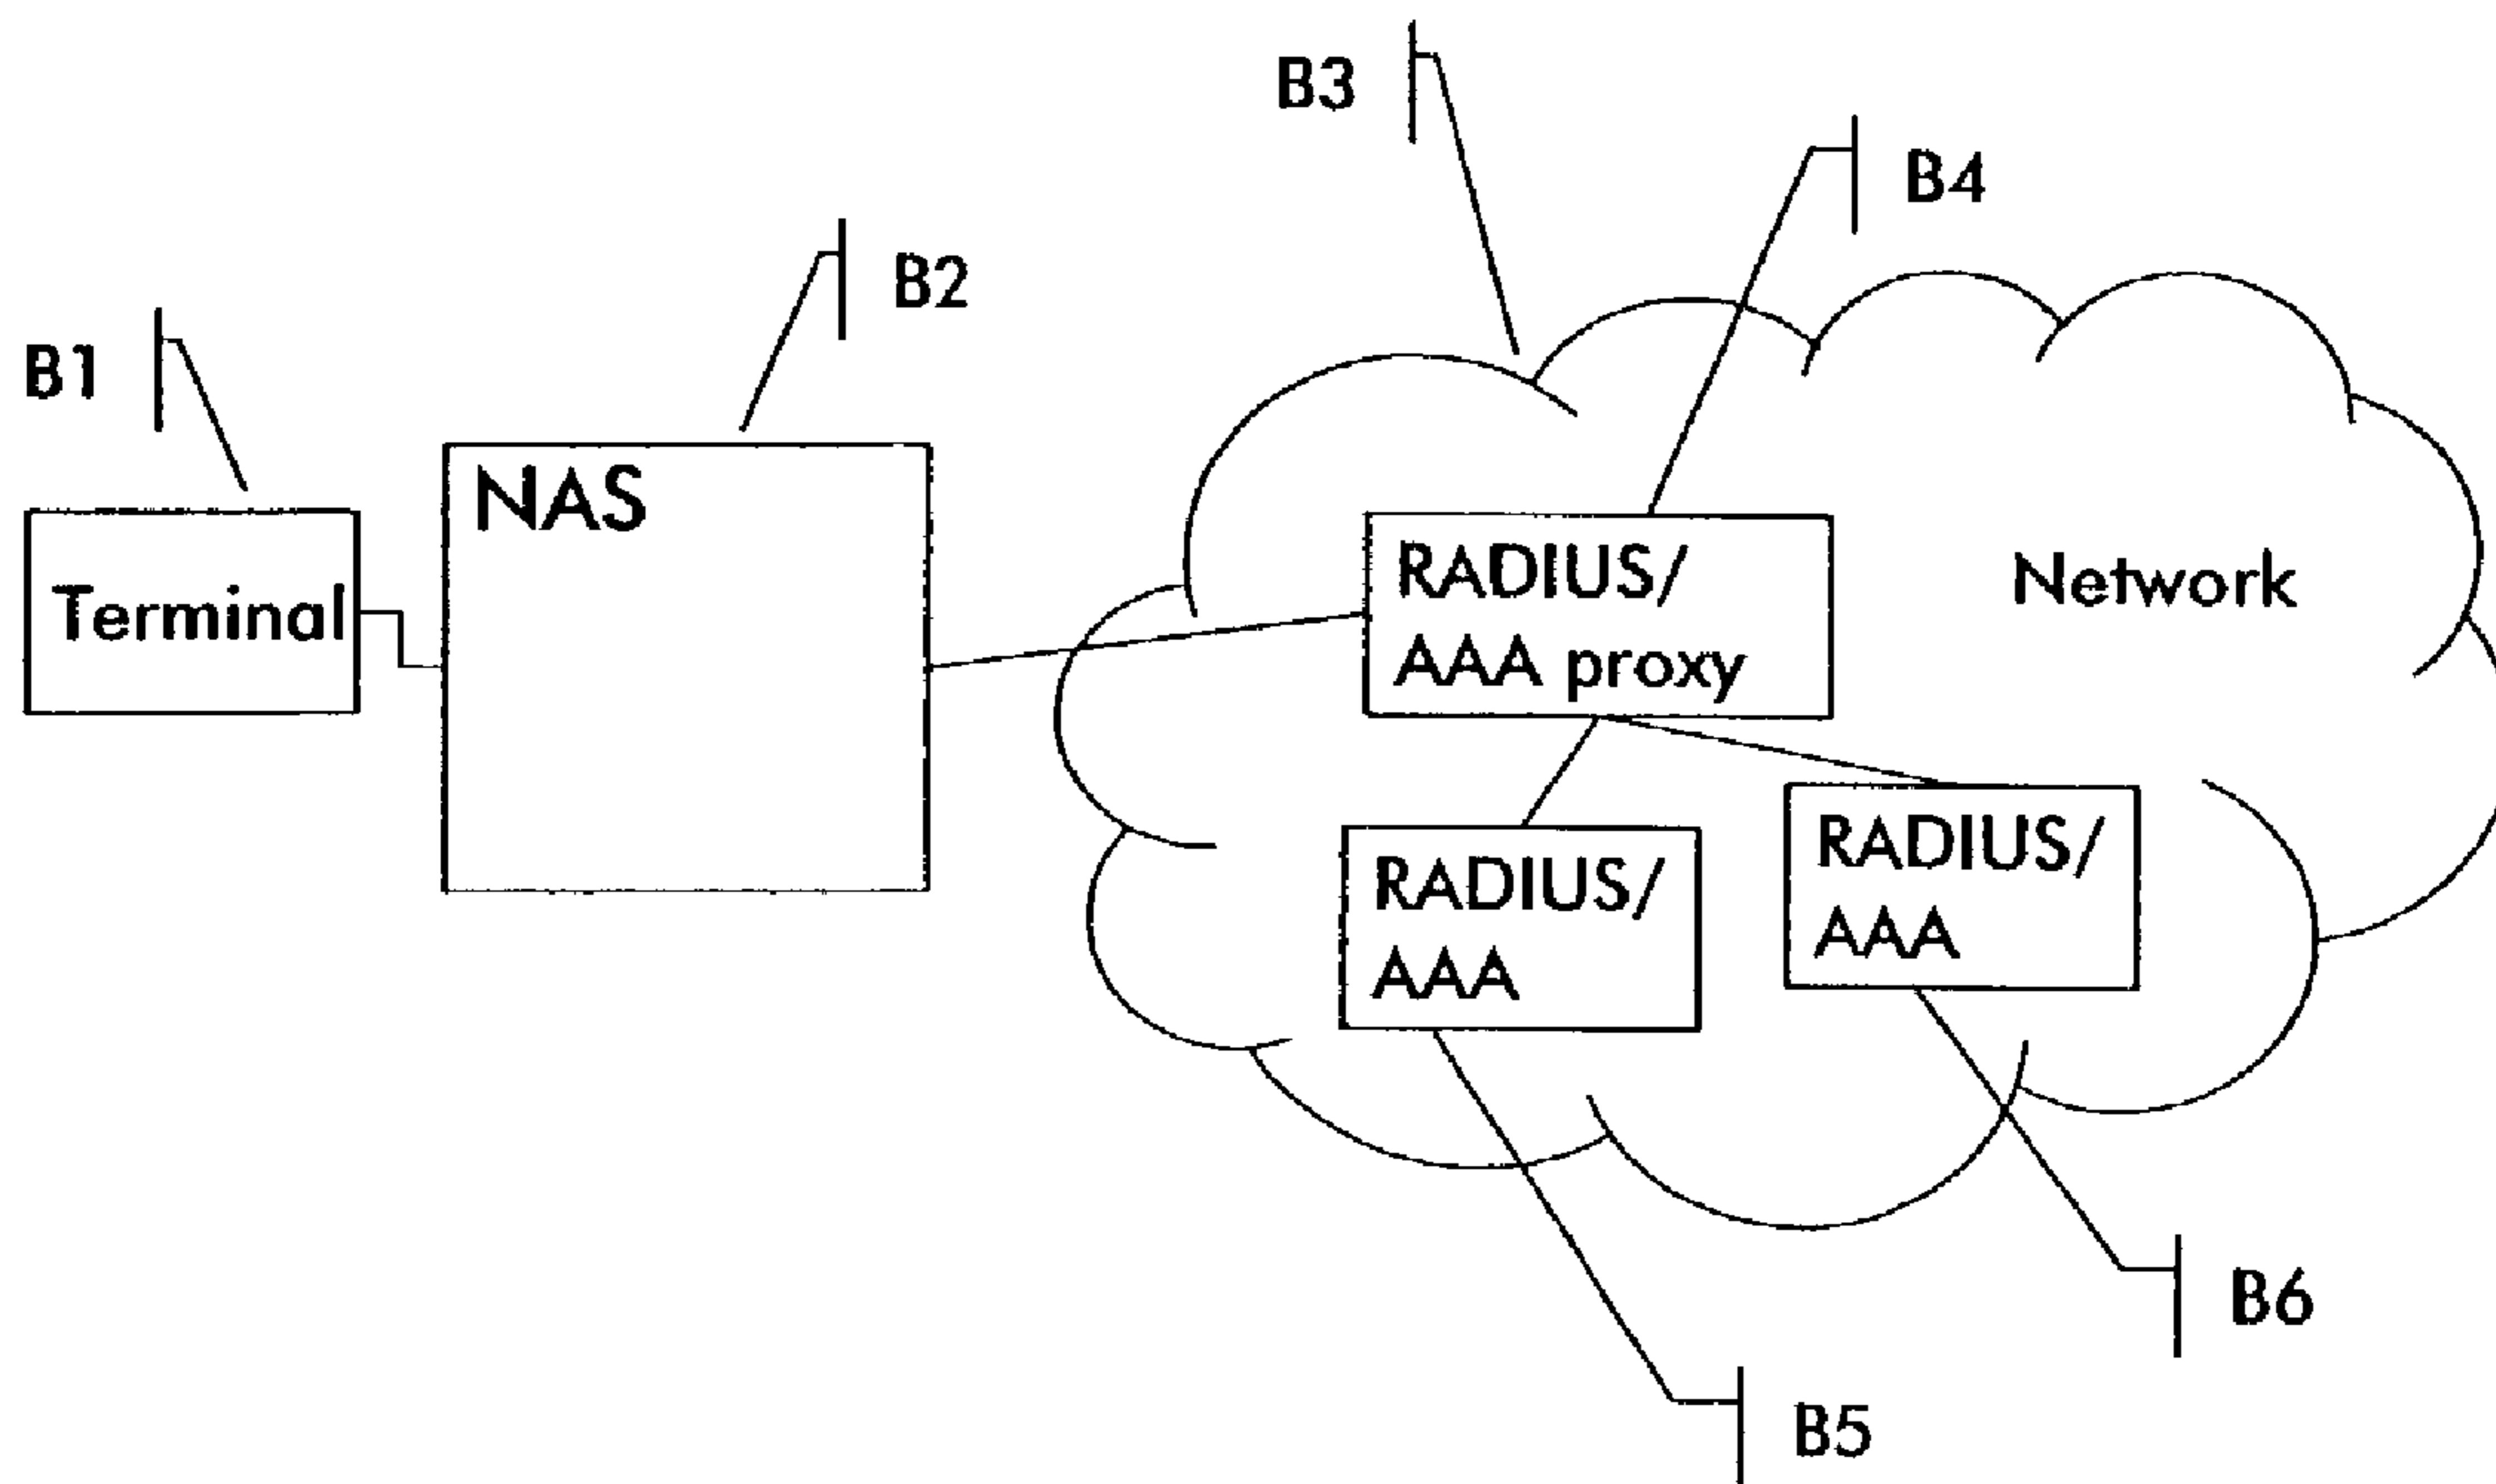 B3
B4
B2
B1
NAS
Terminal
RADIUS/
AAA proxy
Network
RADIUS/
AAA
RADIUS/
AAA
B6
B5